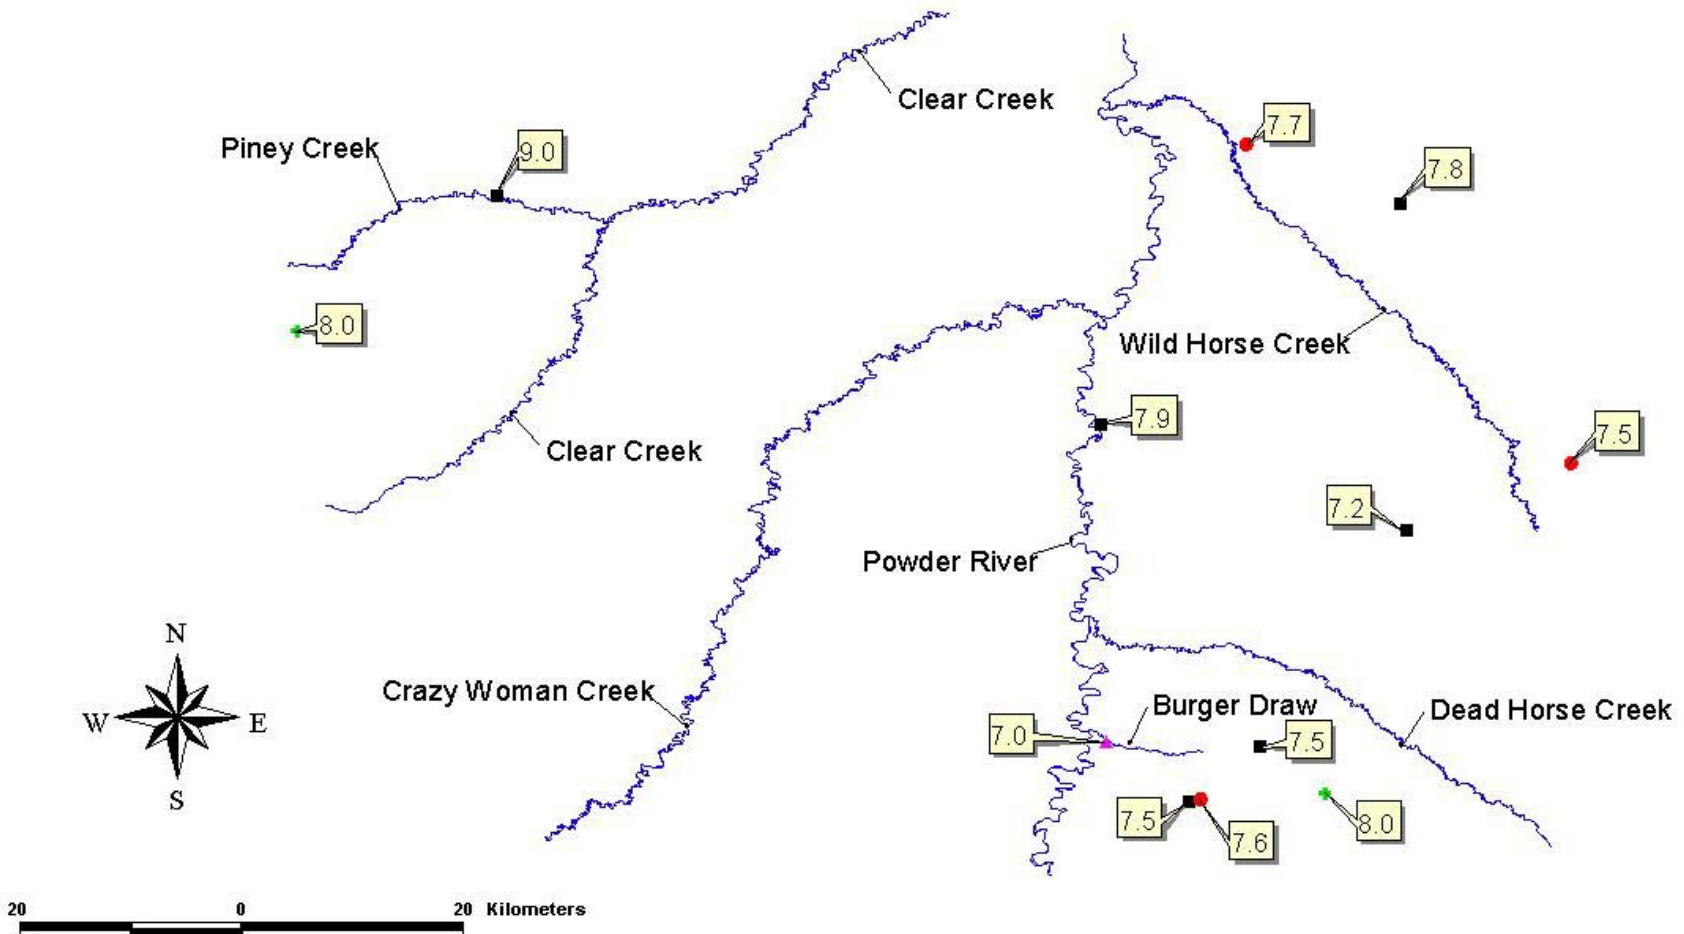 Clear Creek
7.7
Piney Creek
9.0
7.8
8.0
Wild Horse Creek
7.9
7.5
Clear Creek
7.2
Powder River
N
W
E
S
Crazy Woman Creek
7.0
Burger Draw
Dead Horse Creek
7.5
7.5
7.6
8.0
20 0 20 Kilometers